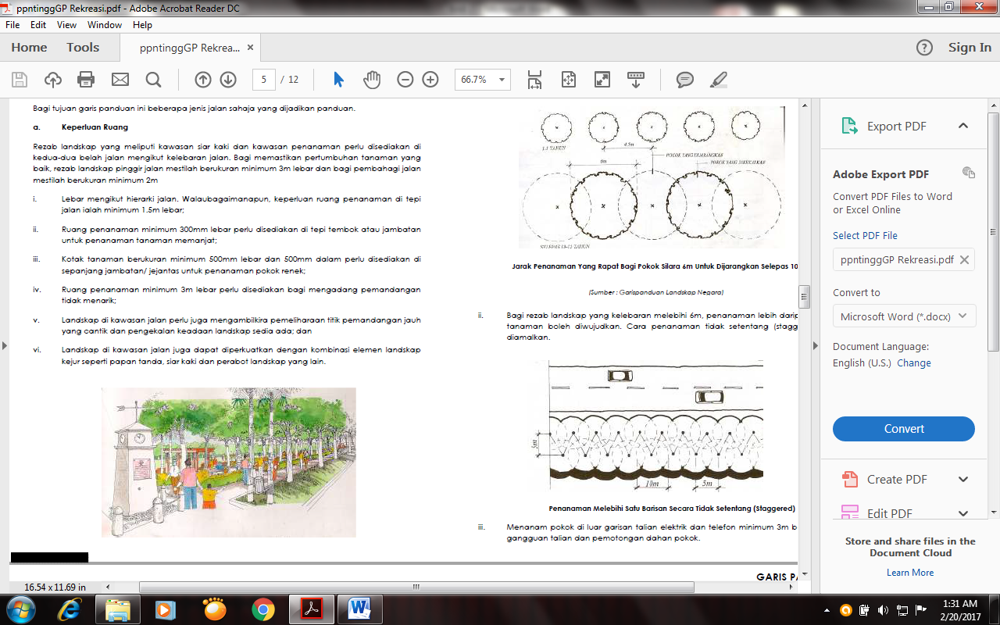 ppntinggGP Rekreasi.pdf - Adobe Acrobat Reader DC
File Edit View Window Help
Home Tools ppntinggGP Rekrea... × Sign In
5 / 12 66.7%
Bagi tujuan garis panduan ini beberapa jenis jalan sahaja yang dijadikan panduan.
a. Keperluan Ruang
Rezab landskap yang meliputi kawasan siar kaki dan kawasan penanaman perlu disediakan di
kedua-dua belah jalan mengikut kelebaran jalan. Bagi memastikan pertumbuhan tanaman yang
baik, rezab landskap pinggir jalan mestilah berukuran minimum 3m lebar dan bagi pembahagi jalan
mestilah berukuran minimum 2m
i. Lebar mengikut hierarki jalan. Walaubagaimanapun, keperluan ruang penanaman di tepi
jalan ialah minimum 1.5m lebar;
ii. Ruang penanaman minimum 300mm lebar perlu disediakan di tepi tembok atau jambatan
untuk penanaman tanaman memanjat;
iii. Kotak tanaman berukuran minimum 500mm lebar dan 500mm dalam perlu disediakan di
sepanjang jambatan/ jejantas untuk penanaman pokok renek;
iv. Ruang penanaman minimum 3m lebar perlu disediakan bagi mengadang pemandangan
tidak menarik;
v. Landskap di kawasan jalan perlu juga mengambilkira pemeliharaan titik pemandangan jauh
yang cantik dan pengekalan keadaan landskap sedia ada; dan
vi. Landskap di kawasan jalan juga dapat diperkuatkan dengan kombinasi elemen landskap
kejur seperti papan tanda, siar kaki dan perabot landskap yang lain.
TAHUN
4.5m
POKOK YANG DIJARANGKAN
6m
POKOK YANG DIKEKALKAN
SELEPAS 10-12 TAHUN
Jarak Penanaman Yang Rapat Bagi Pokok Silara 6m Untuk Dijarangkan Selepas 10
(Sumber : Garispanduan Landskap Negara)
ii. Bagi rezab landskap yang kelebaran melebihi 6m, penanaman lebih darip
tanaman boleh diwujudkan. Cara penanaman tidak setentang (stagg
diamalkan.
5m
10m 5m
Penanaman Melebihi Satu Barisan Secara Tidak Setentang (Staggered)
iii. Menanam pokok di luar garisan talian elektrik dan telefon minimum 3m b
gangguan talian dan pemotongan dahan pokok.
GARIS PA
16.54 x 11.69 in
Export PDF
Adobe Export PDF
Convert PDF Files to Word
or Excel Online
Select PDF File
ppntinggGP Rekreasi.pdf ×
Convert to
Microsoft Word (*.docx)
Document Language:
English (U.S.) Change
Convert
Create PDF
Edit PDF
Store and share files in the
Document Cloud
Learn More
1:31 AM
2/20/2017